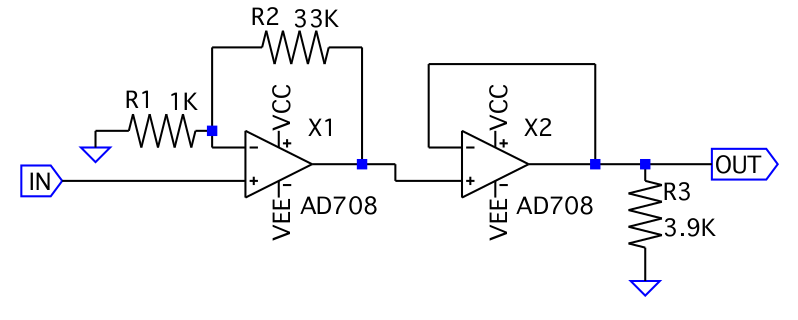 R2 33K
R1 1K
VCC
X1
VCC
X2
- +
- +
IN
+ -
+ -
OUT
VEE
AD708
VEE
AD708
R3
3.9K